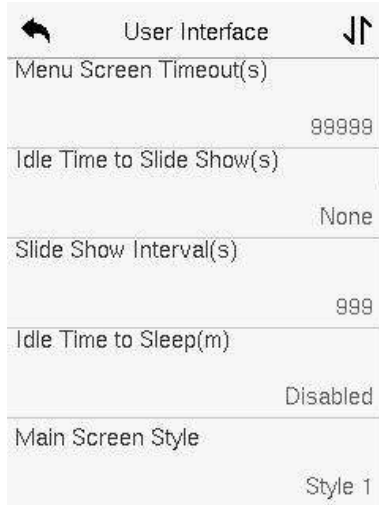 User Interface
Menu Screen Timeout(s)
99999
Idle Time to Slide Show(s)
None
Slide Show Interval(s)
999
Idle Time to Sleep(m)
Disabled
Main Screen Style
Style 1